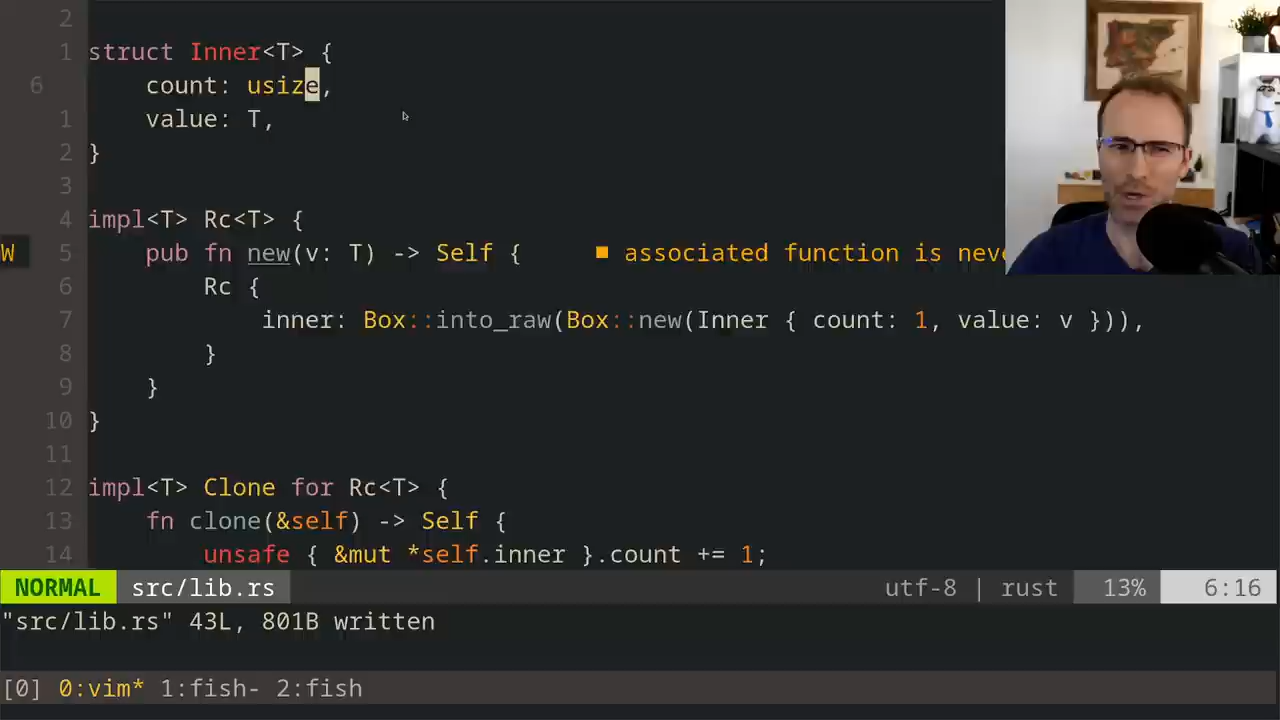 2
1 struct Inner<T> {
6 count: usize,
1 value: T,
2 }
3
4 impl<T> Rc<T> {
W 5 pub fn new(v: T) -> Self { ■ associated function is neve
6 Rc {
7 inner: Box::into_raw(Box::new(Inner { count: 1, value: v })),
8 }
9 }
10 }
11
12 impl<T> Clone for Rc<T> {
13 fn clone(&self) -> Self {
14 unsafe { &mut *self.inner }.count += 1;
NORMAL src/lib.rs utf-8 | rust 13% 6:16
"src/lib.rs" 43L, 801B written
[0] 0:vim* 1:fish- 2:fish